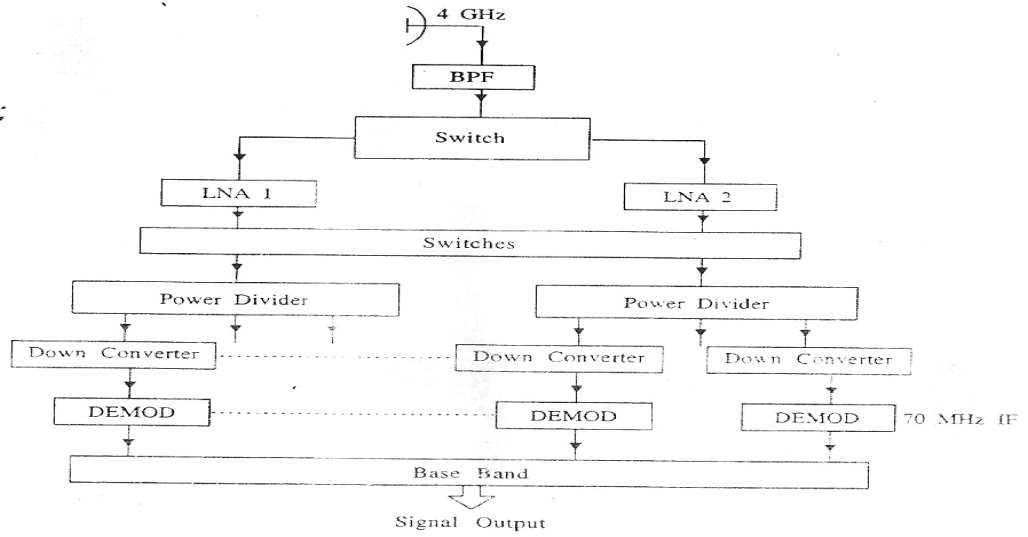 4 GHz
BPF
Switch
LNA 1
LNA 2
Switches
Power Divider
Power Divider
Down Converter
Down Converter
Down Converter
DEMOD
DEMOD
DEMOD
70 MHz IF
Base Band
Signal Output